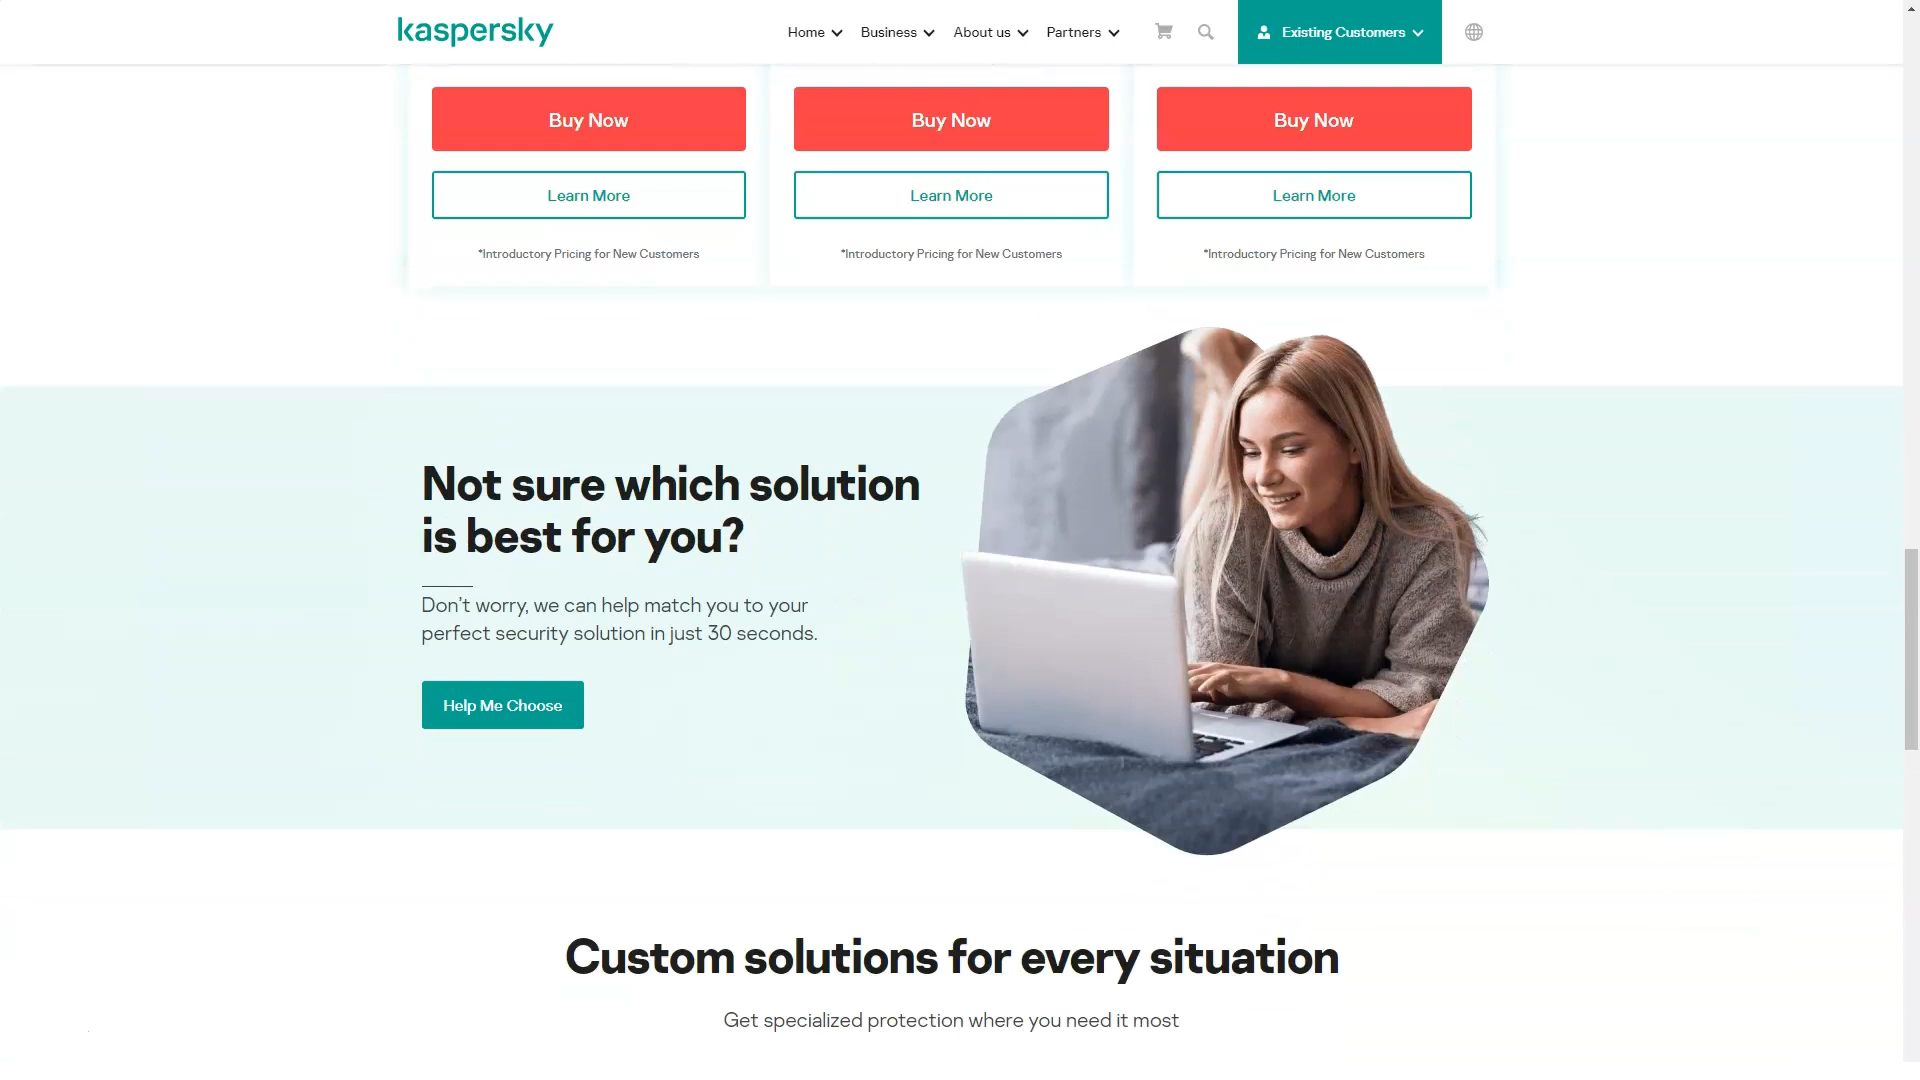 kaspersky
Home
Business
About us
Partners
Existing Customers
Buy Now
Buy Now
Buy Now
Learn More
Learn More
Learn More
*Introductory Pricing for New Customers
*Introductory Pricing for New Customers
*Introductory Pricing for New Customers
Not sure which solution
is best for you?
Don’t worry, we can help match you to your
perfect security solution in just 30 seconds.
Help Me Choose
Custom solutions for every situation
Get specialized protection where you need it most